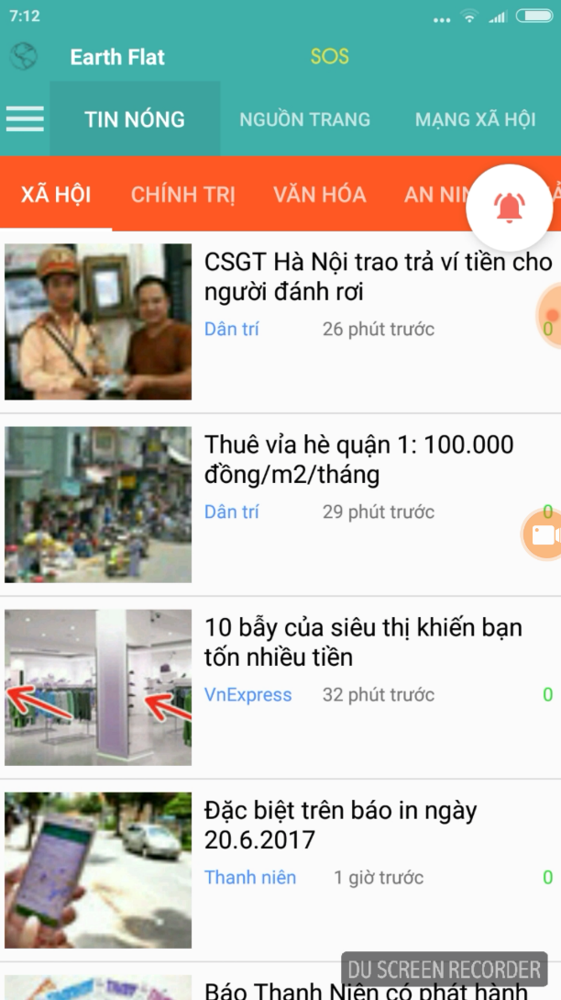 7:12
Earth Flat
SOS
TIN NÓNG
NGUỒN TRANG
MẠNG XÃ HỘI
XÃ HỘI
CHÍNH TRỊ
VĂN HÓA
AN NIN
CSGT Hà Nội trao trả ví tiền cho
người đánh rơi
Dân trí
26 phút trước
0
Thuê vỉa hè quận 1: 100.000
đồng/m2/tháng
Dân trí
29 phút trước
0
10 bẫy của siêu thị khiến bạn
tốn nhiều tiền
VnExpress
32 phút trước
0
Đặc biệt trên báo in ngày
20.6.2017
Thanh niên
1 giờ trước
0
DU SCREEN RECORDER
Báo Thanh Niên có phát hành